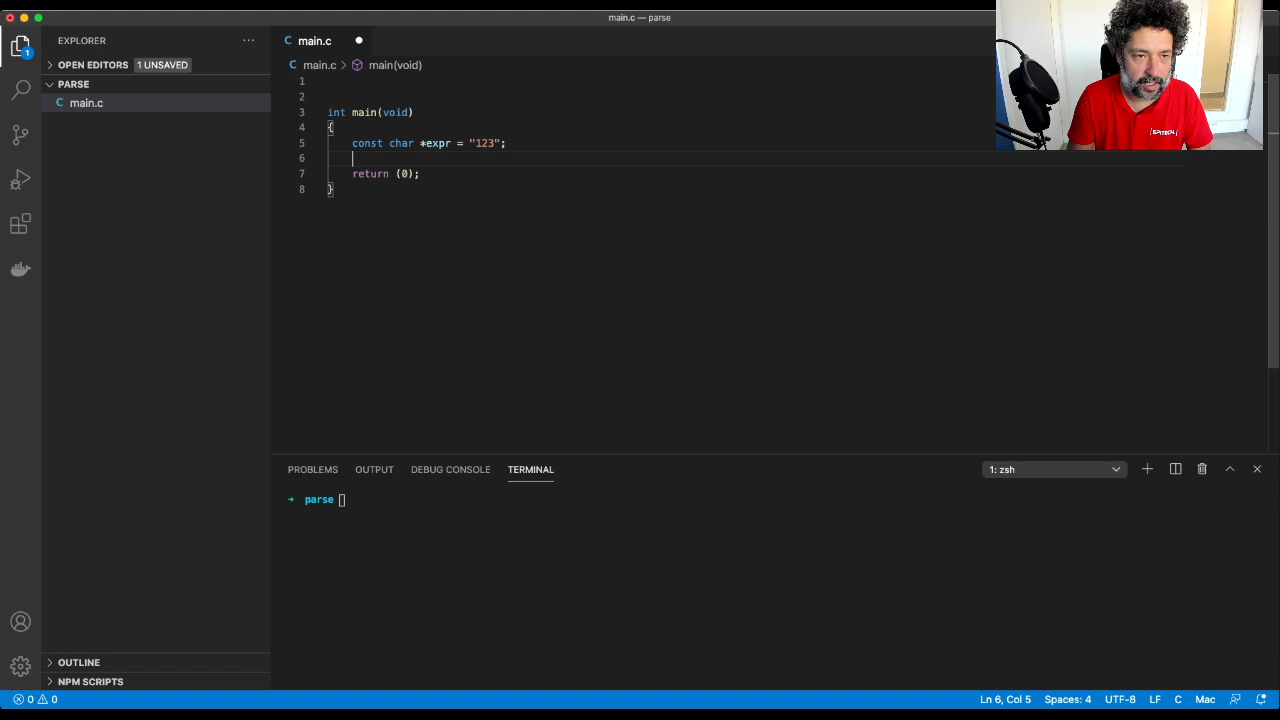 main.c — parse
EXPLORER
OPEN EDITORS 1 UNSAVED
PARSE
C main.c
1
C main.c
C main.c > main(void)
1
2
3 int main(void)
4 {
5 const char *expr = "123";
6
7 return (0);
8 }
[EPITECH.]
PROBLEMS OUTPUT DEBUG CONSOLE TERMINAL
1: zsh
→ parse
OUTLINE
NPM SCRIPTS
0 0 Ln 6, Col 5 Spaces: 4 UTF-8 LF C Mac